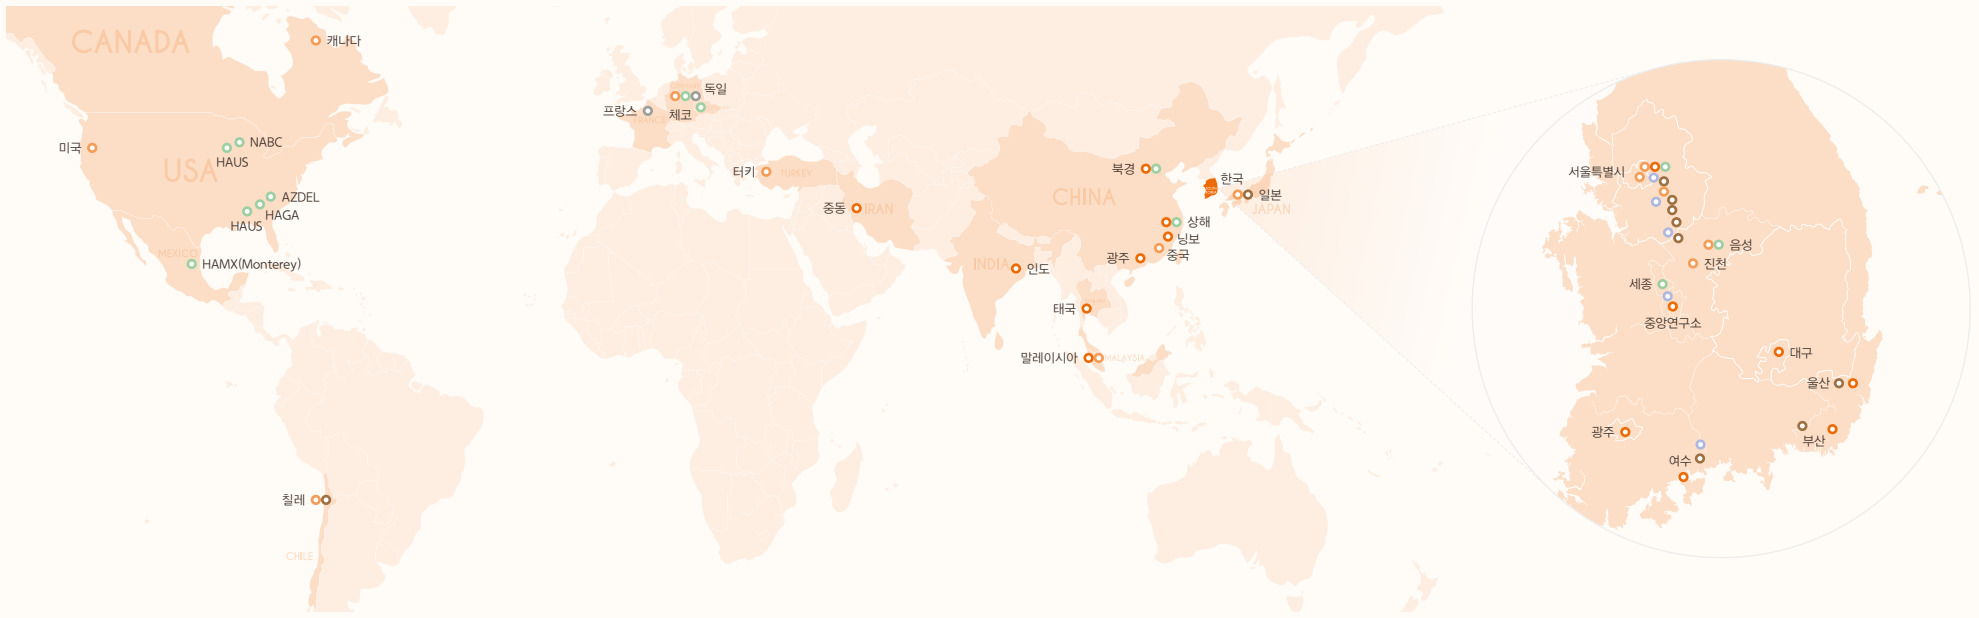 CANADA
캐나다
미국
NABC
HAUS
USA
AZDEL
HAGA
HAUS
MEXICO
HAMX(Monterey)
칠레
CHILE
독일
프랑스
FRANCE
체코
터키
TURKEY
중동
IRAN
북경
한국
CHINA
일본
JAPAN
상해
닝보
중국
광주
INDIA
인도
태국
말레이시아
MALAYSIA
서울특별시
음성
진천
세종
중앙연구소
대구
울산
광주
부산
여수